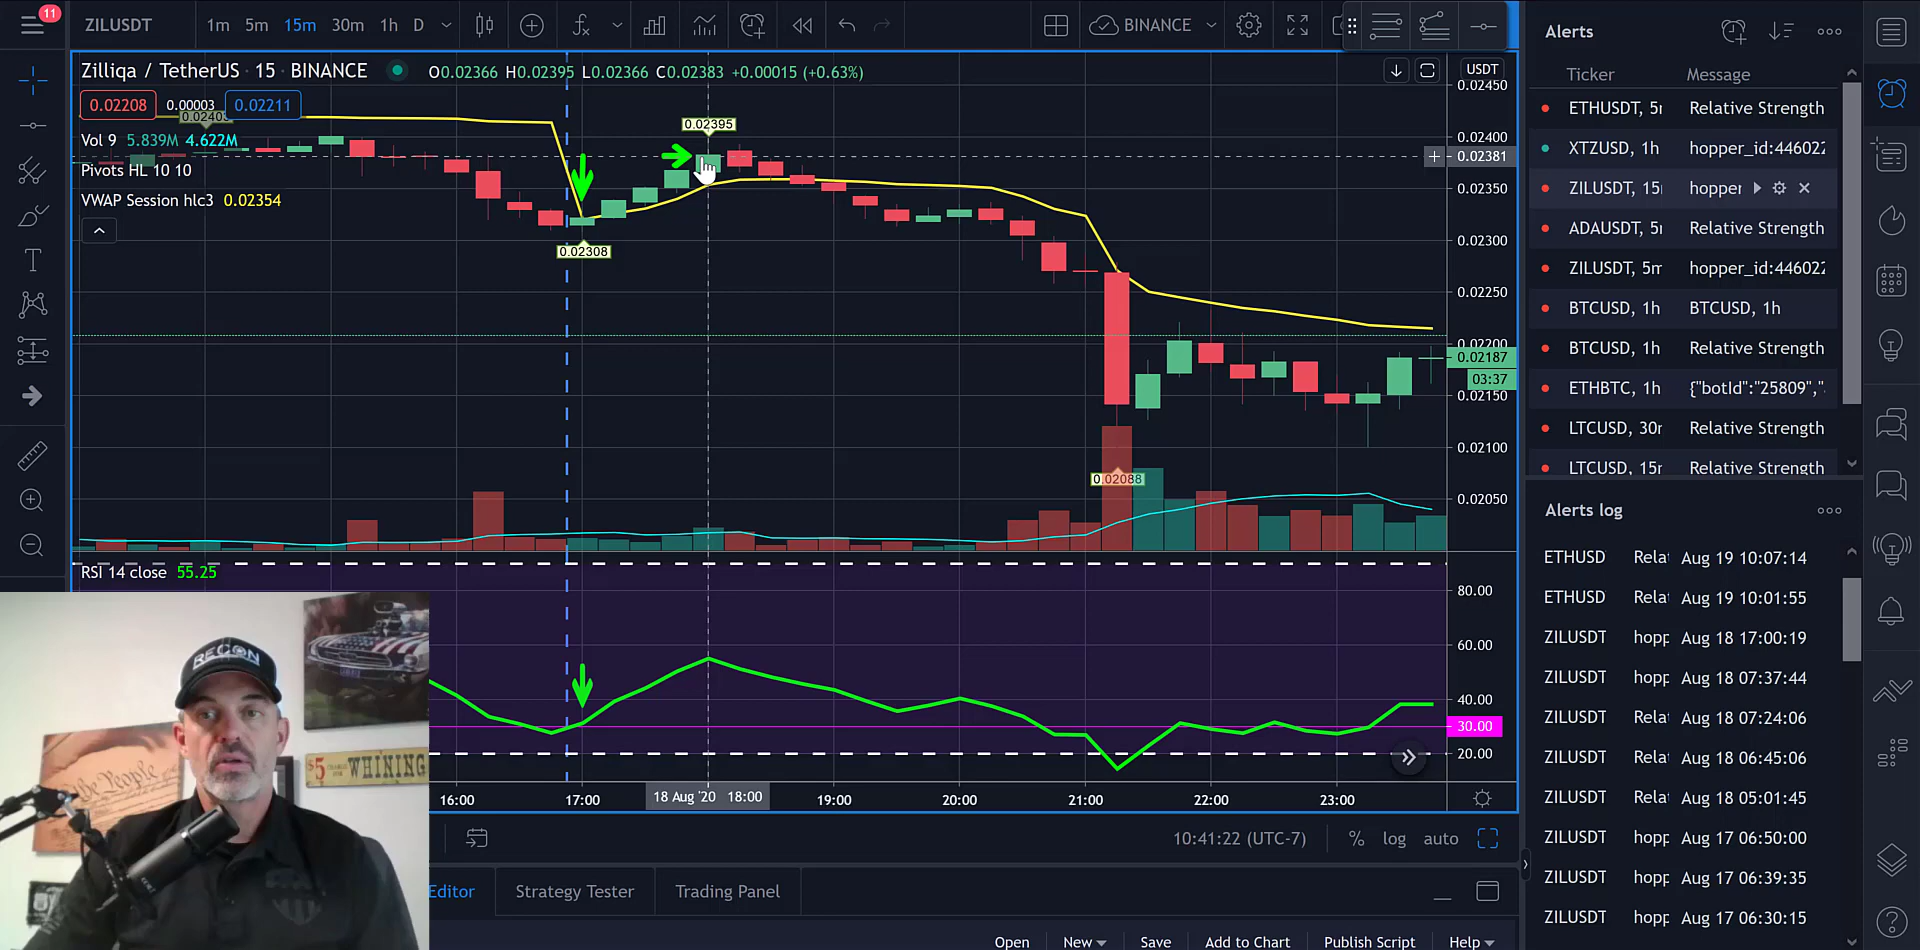 11
ZILUSDT 1m 5m 15m 30m 1h D BINANCE
Zilliqa / TetherUS · 15 · BINANCE O0.02366 H0.02395 L0.02366 C0.02383 +0.00015 (+0.63%)
0.02208 0.00003 0.02211
Vol 9 5.839M 4.622M
Pivots HL 10 10
VWAP Session hlc3 0.02354
0.02395
0.02308
0.02088
USDT
0.02450
0.02400
0.02381
0.02350
0.02300
0.02250
0.02200
0.02187
03:37
0.02150
0.02100
0.02050
RSI 14 close 55.25
80.00
60.00
40.00
30.00
20.00
16:00 17:00 18 Aug '20 18:00 19:00 20:00 21:00 22:00 23:00
10:41:22 (UTC-7) % log auto
Editor Strategy Tester Trading Panel
Open New Save Add to Chart Publish Script Help
Alerts
Ticker Message
ETHUSDT, 5m Relative Strength
XTZUSD, 1h hopper_id:446022
ZILUSDT, 15m hopper
ADAUSDT, 5m Relative Strength
ZILUSDT, 5m hopper_id:446022
BTCUSD, 1h BTCUSD, 1h
BTCUSD, 1h Relative Strength
ETHBTC, 1h {"botId":"25809","
LTCUSD, 30m Relative Strength
LTCUSD, 15m Relative Strength
Alerts log
ETHUSD Rela Aug 19 10:07:14
ETHUSD Rela Aug 19 10:01:55
ZILUSDT hopp Aug 18 17:00:19
ZILUSDT hopp Aug 18 07:37:44
ZILUSDT hopp Aug 18 07:24:06
ZILUSDT Rela Aug 18 06:45:06
ZILUSDT Rela Aug 18 05:01:45
ZILUSDT hopp Aug 17 06:50:00
ZILUSDT hopp Aug 17 06:39:35
ZILUSDT hopp Aug 17 06:30:15
RECON
We the People
$5 CHARGE FOR WHINING